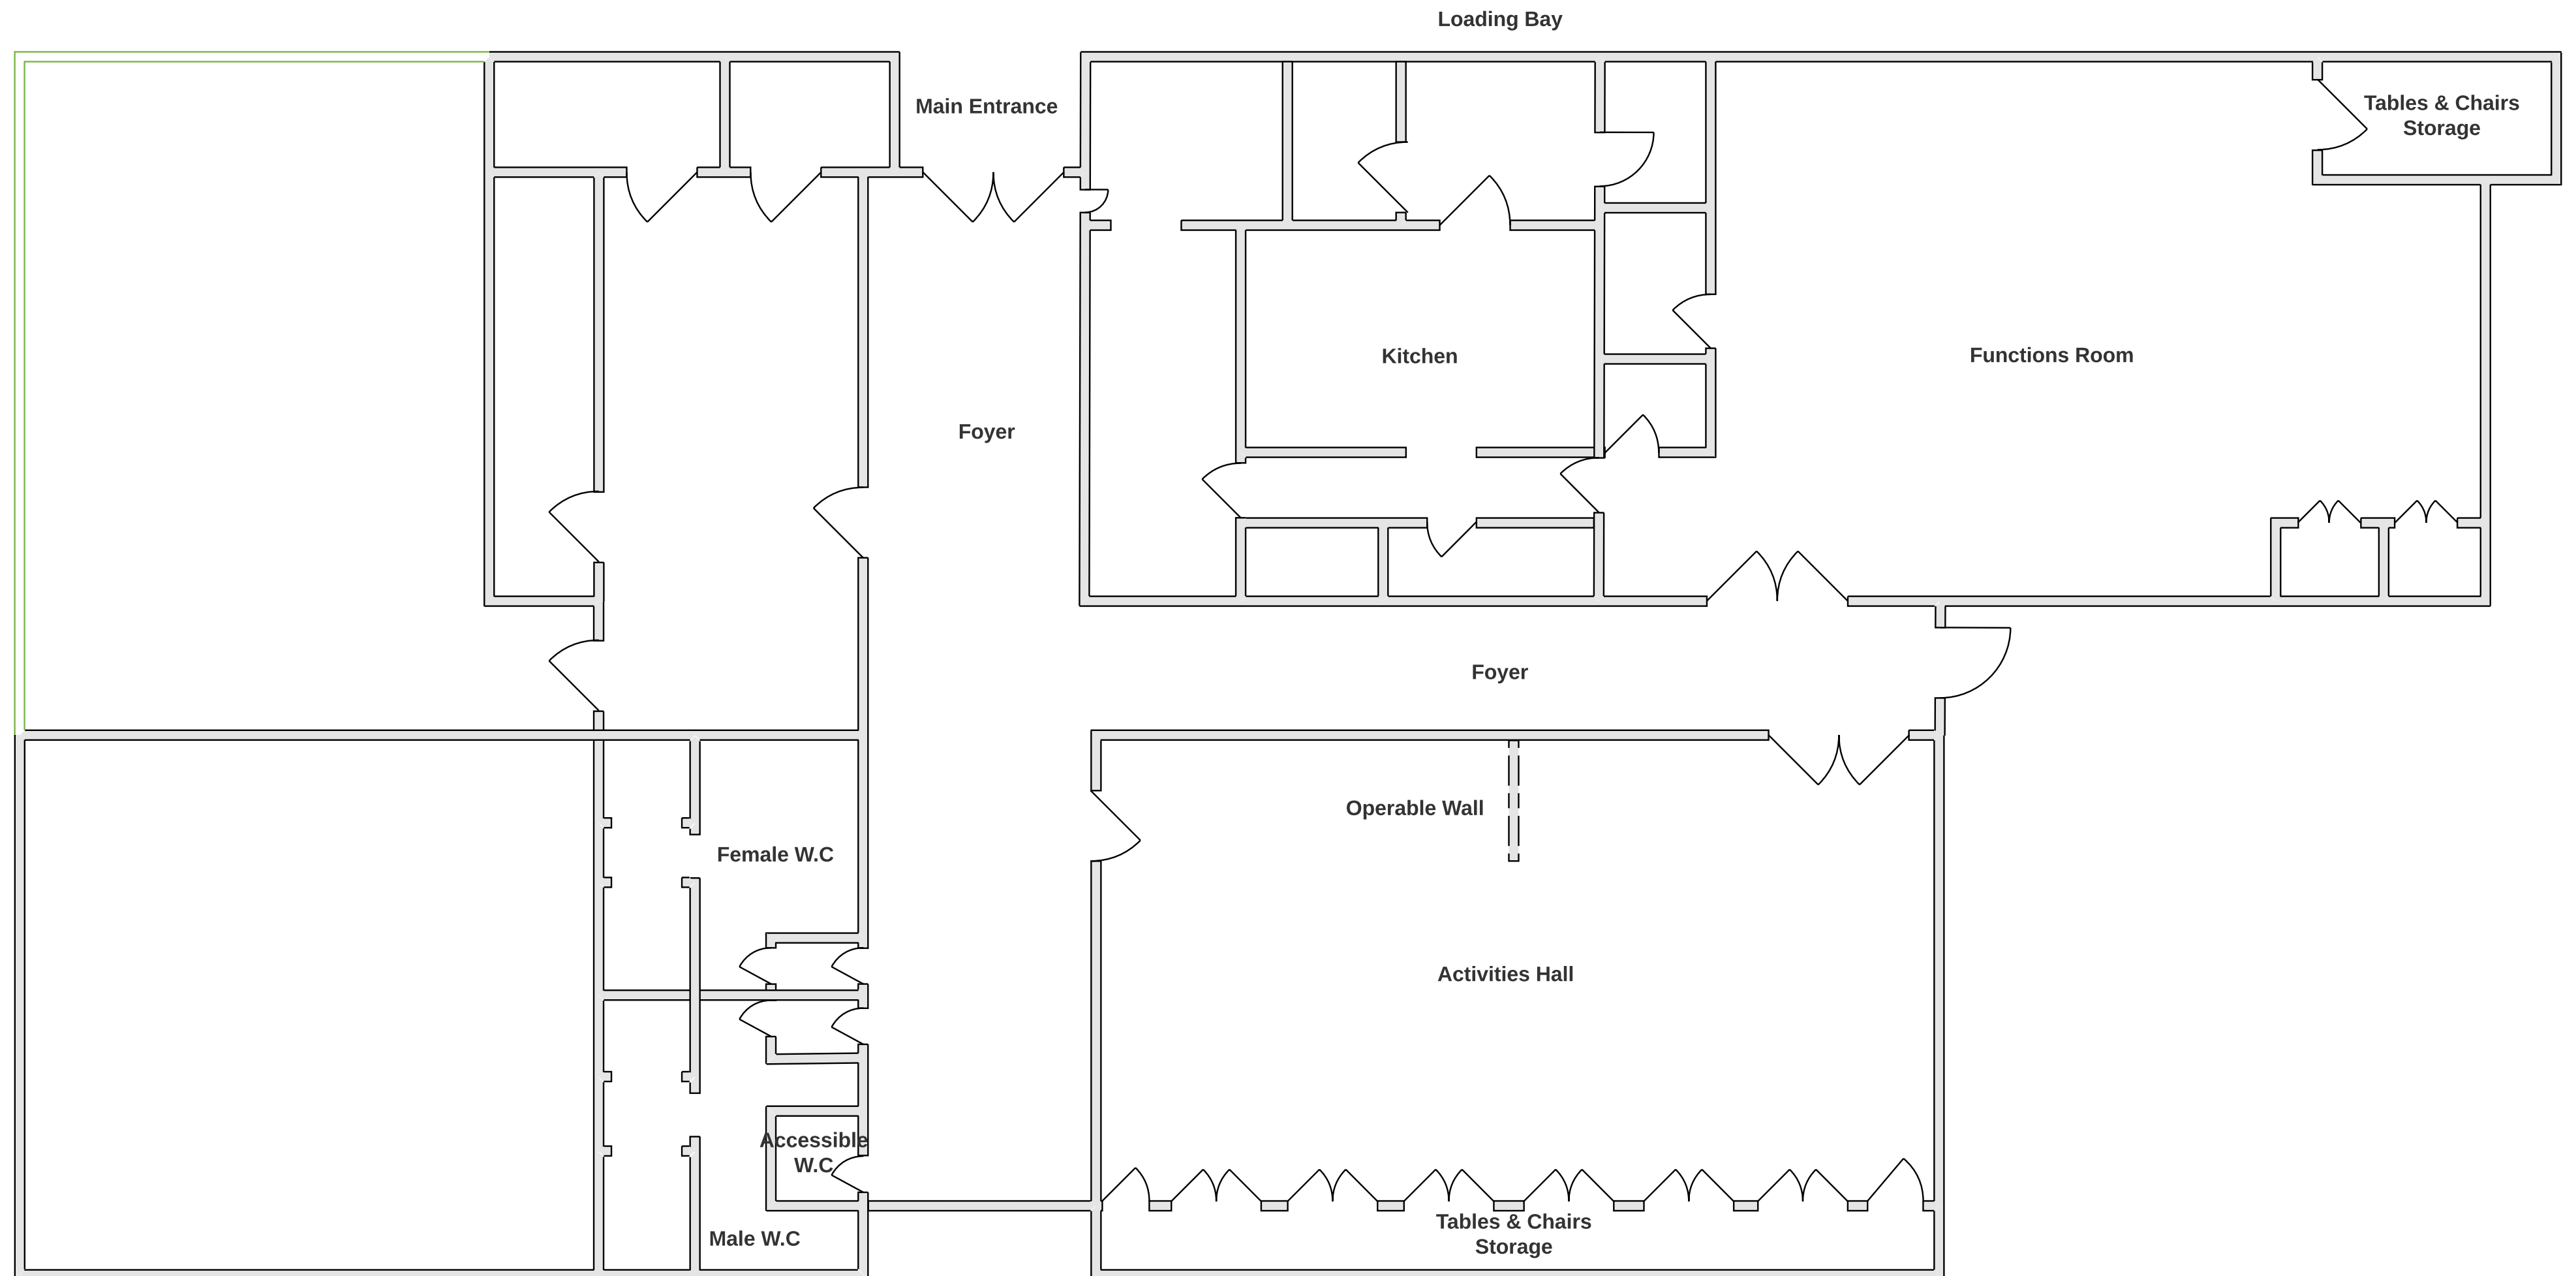 Loading Bay
Main Entrance
Tables & Chairs
Storage
Kitchen
Functions Room
Foyer
Foyer
Operable Wall
Female W.C
Activities Hall
Accessible
W.C
Tables & Chairs
Storage
Male W.C